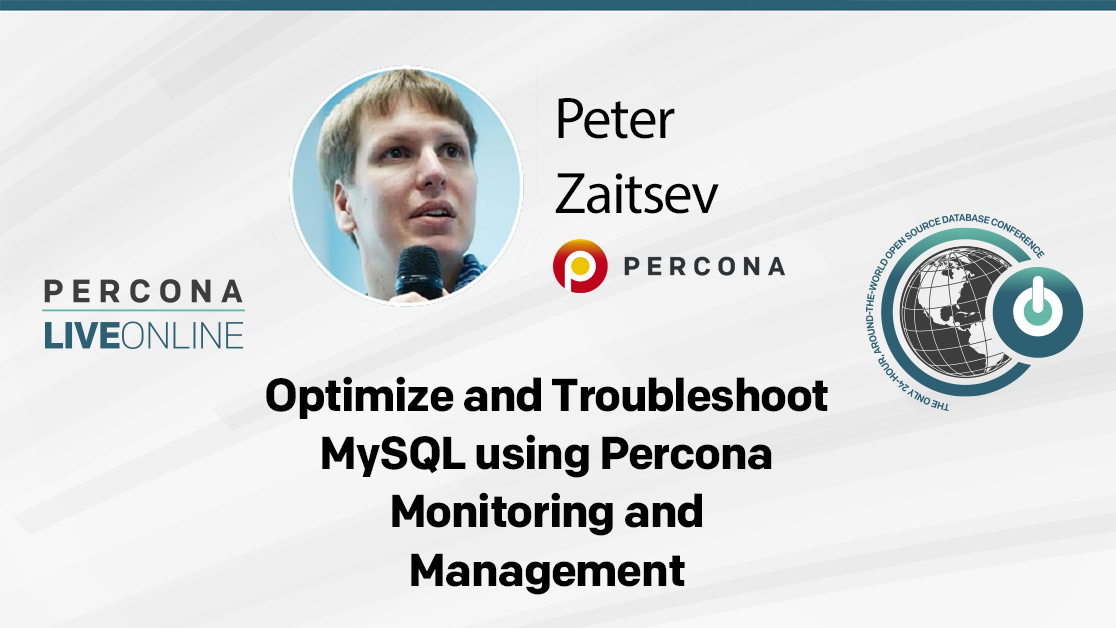 Peter
Zaitsev
PERCONA
PERCONA
LIVEONLINE
THE ONLY 24-HOUR, AROUND-THE-WORLD OPEN SOURCE DATABASE CONFERENCE
Optimize and Troubleshoot
MySQL using Percona
Monitoring and
Management